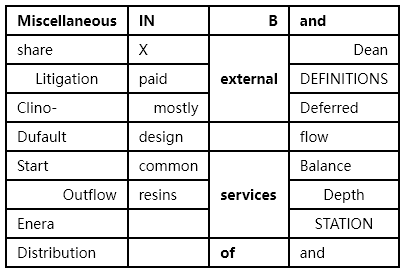 Miscellaneous IN B and
share X external Dean
Litigation paid DEFINITIONS
Clino- mostly Deferred
Dufault design flow
Start common services Balance
Outflow resins Depth
Enera STATION
Distribution of and